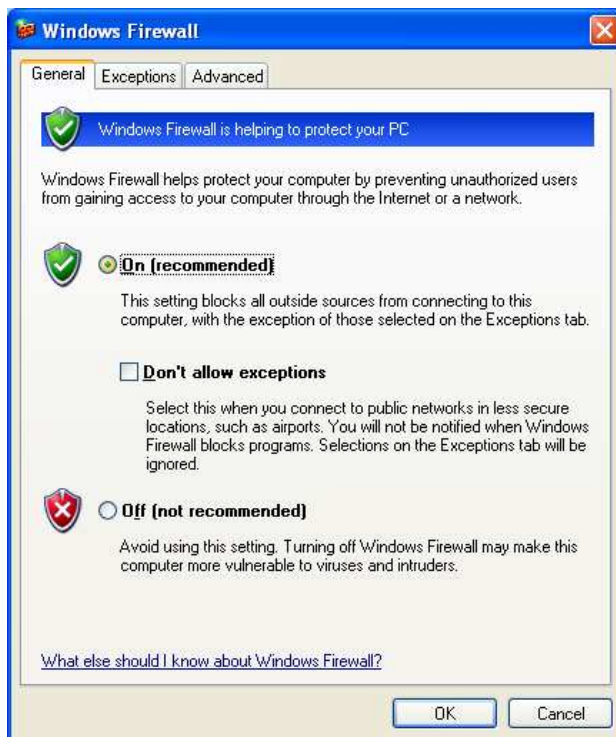 Windows Firewall
General
Exceptions
Advanced
Windows Firewall is helping to protect your PC
Windows Firewall helps protect your computer by preventing unauthorized users
from gaining access to your computer through the Internet or a network.
On (recommended)
This setting blocks all outside sources from connecting to this
computer, with the exception of those selected on the Exceptions tab.
Don't allow exceptions
Select this when you connect to public networks in less secure
locations, such as airports. You will not be notified when Windows
Firewall blocks programs. Selections on the Exceptions tab will be
ignored.
Off (not recommended)
Avoid using this setting. Turning off Windows Firewall may make this
computer more vulnerable to viruses and intruders.
What else should I know about Windows Firewall?
OK
Cancel